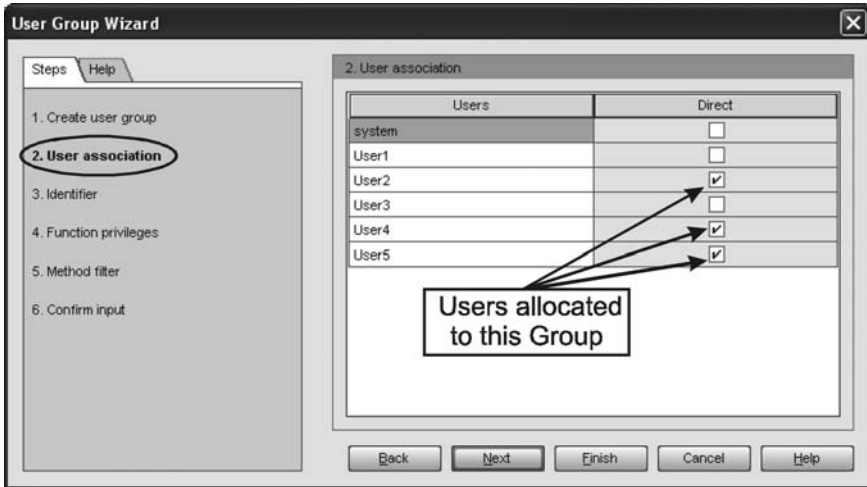 User Group Wizard
Steps Help
1. Create user group
2. User association
3. Identifier
4. Function privileges
5. Method filter
6. Confirm input
2. User association
Users Direct
system
User1
User2
User3
User4
User5
Users allocated
to this Group
Back Next Finish Cancel Help